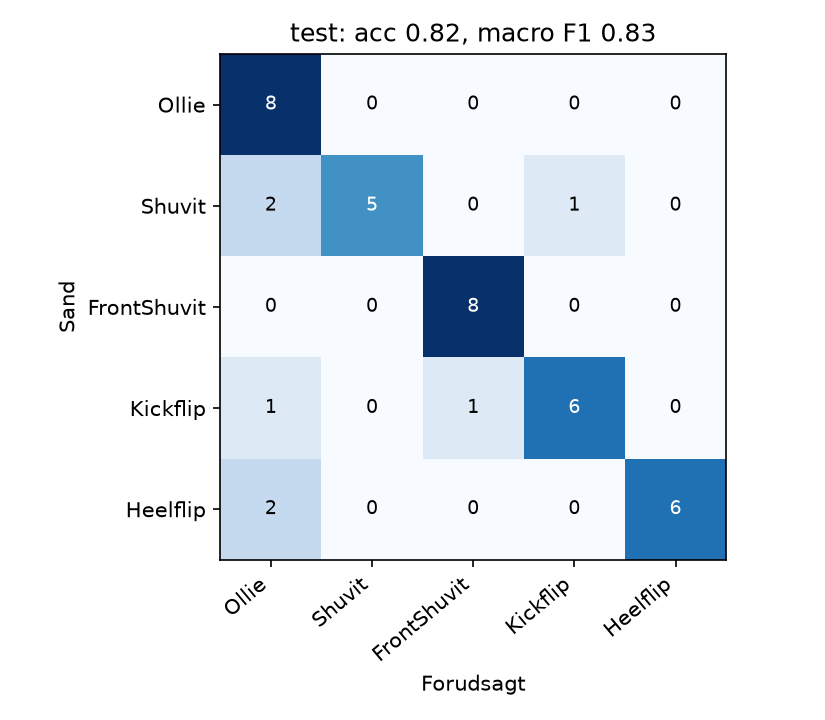 test: acc 0.82, macro F1 0.83
Ollie 8 0 0 0 0
Shuvit 2 5 0 1 0
FrontShuvit 0 0 8 0 0
Kickflip 1 0 1 6 0
Heelflip 2 0 0 0 6
Sand
Ollie Shuvit FrontShuvit Kickflip Heelflip
Forudsagt